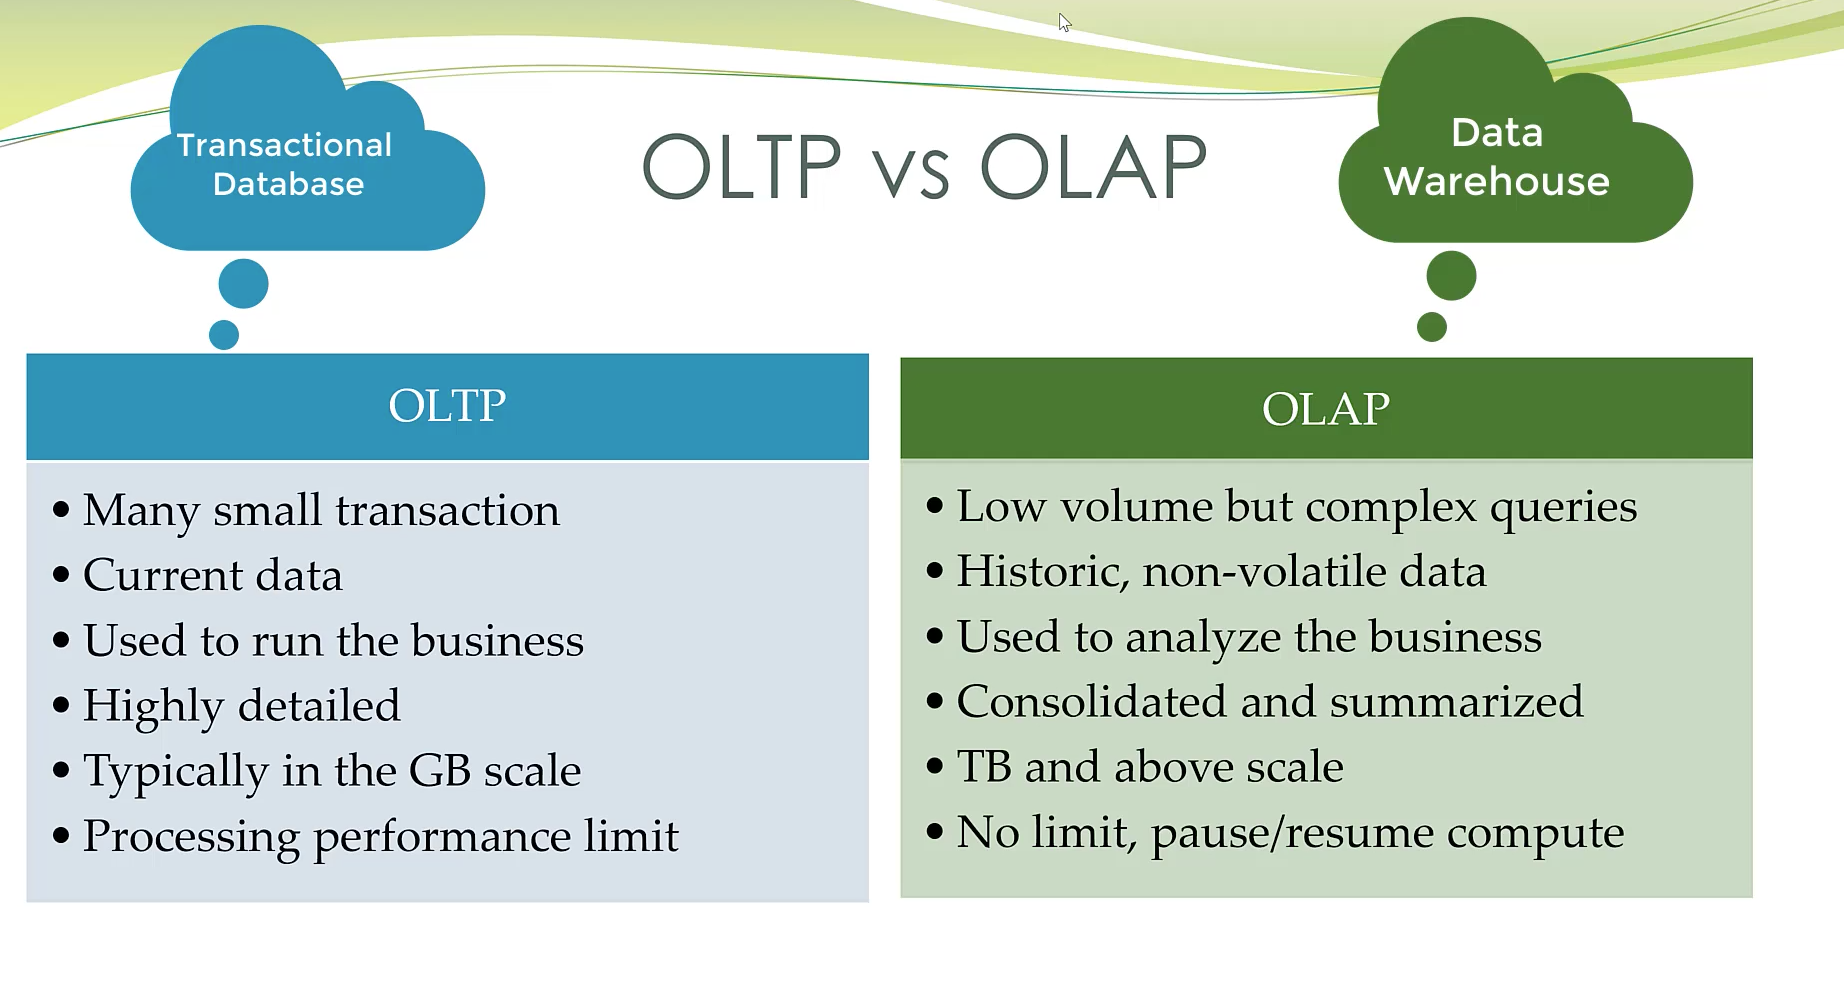 Transactional
Database
OLTP vs OLAP
Data
Warehouse
OLTP
• Many small transaction
• Current data
• Used to run the business
• Highly detailed
• Typically in the GB scale
• Processing performance limit
OLAP
• Low volume but complex queries
• Historic, non-volatile data
• Used to analyze the business
• Consolidated and summarized
• TB and above scale
• No limit, pause/resume compute